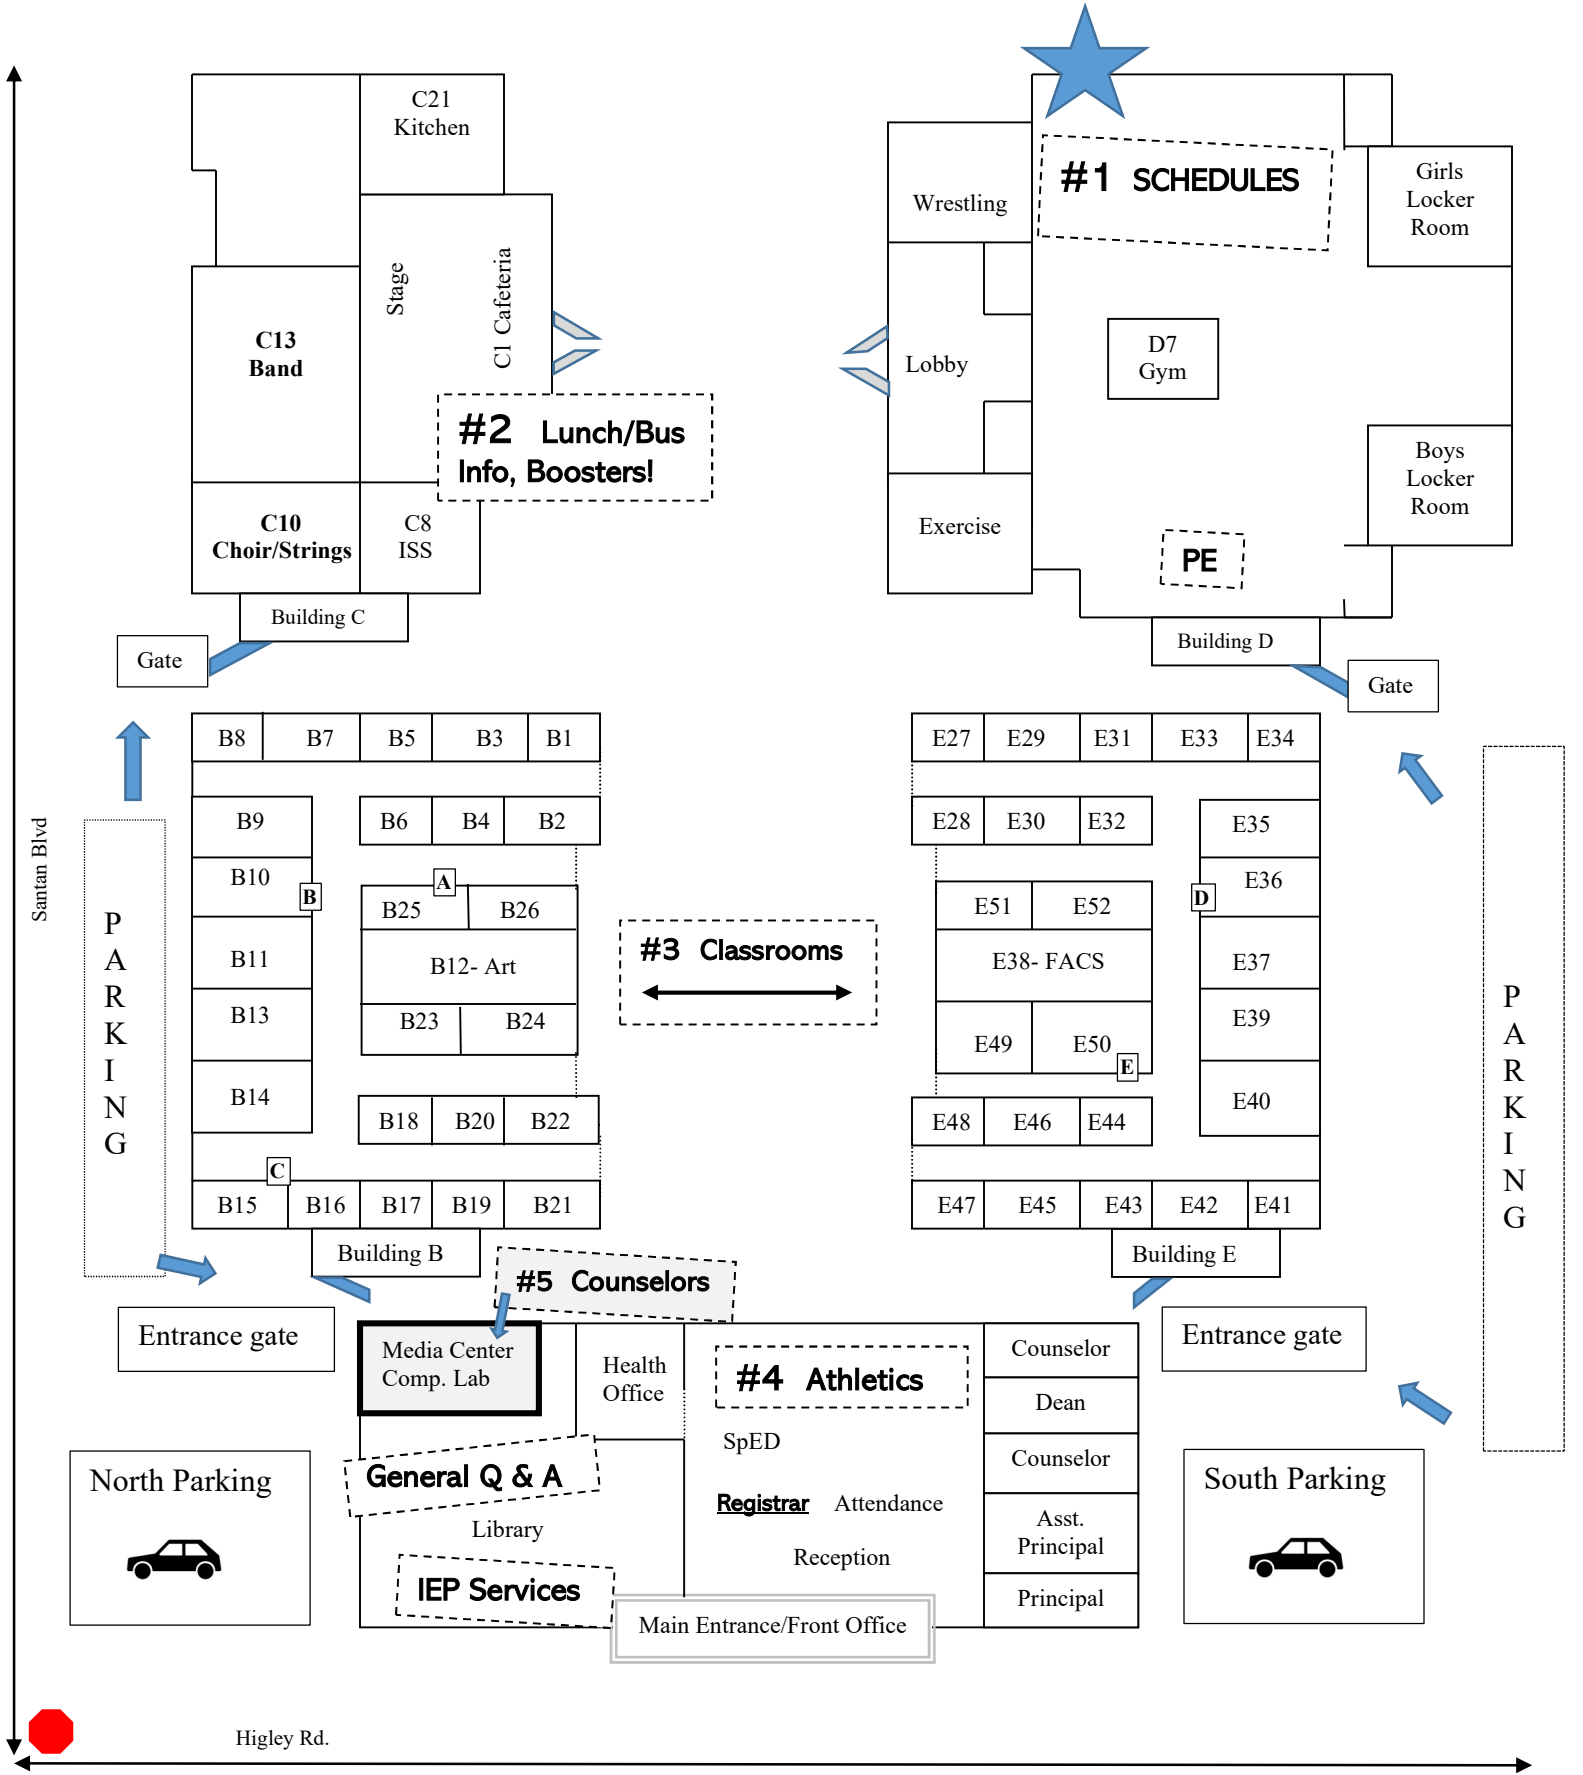 C21
Kitchen
#1 SCHEDULES
Girls
Locker
Room
Wrestling
Stage
C1 Cafeteria
C13
Band
Lobby
D7
Gym
#2 Lunch/Bus
Info, Boosters!
Boys
Locker
Room
C10
Choir/Strings
C8
ISS
Exercise
PE
Building C
Building D
Gate
Gate
B8 B7 B5 B3 B1
E27 E29 E31 E33 E34
B9
B6 B4 B2
E28 E30 E32
E35
B10
B
A
B25 B26
E51 E52
D
E36
Santan Blvd
PARKING
B11
B12- Art
#3 Classrooms
E38- FACS
E37
PARKING
B13
B23 B24
E49 E50
E
E39
B14
B18 B20 B22
E48 E46 E44
E40
C
B15 B16 B17 B19 B21
E47 E45 E43 E42 E41
Building B
Building E
#5 Counselors
Entrance gate
Entrance gate
Media Center
Comp. Lab
Health
Office
#4 Athletics
Counselor
Dean
SpED
Counselor
General Q & A
Registrar Attendance
Library
Reception
Asst.
Principal
IEP Services
Principal
Main Entrance/Front Office
North Parking
South Parking
Higley Rd.